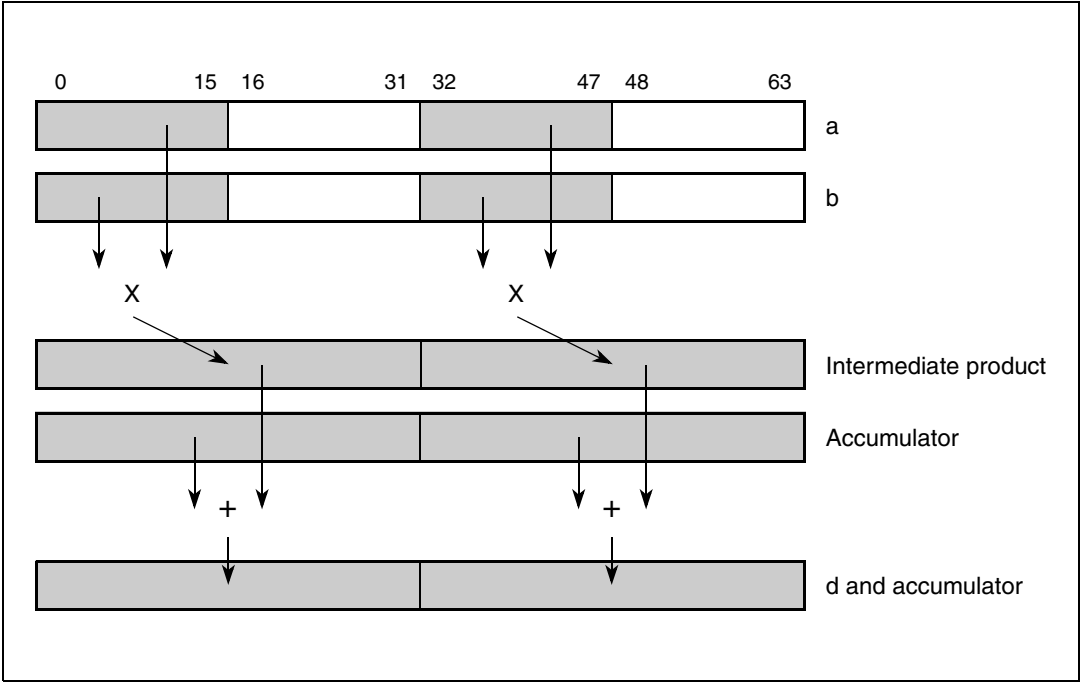 0 15 16 31 32 47 48 63
a
b
X X
Intermediate product
Accumulator
+ +
d and accumulator